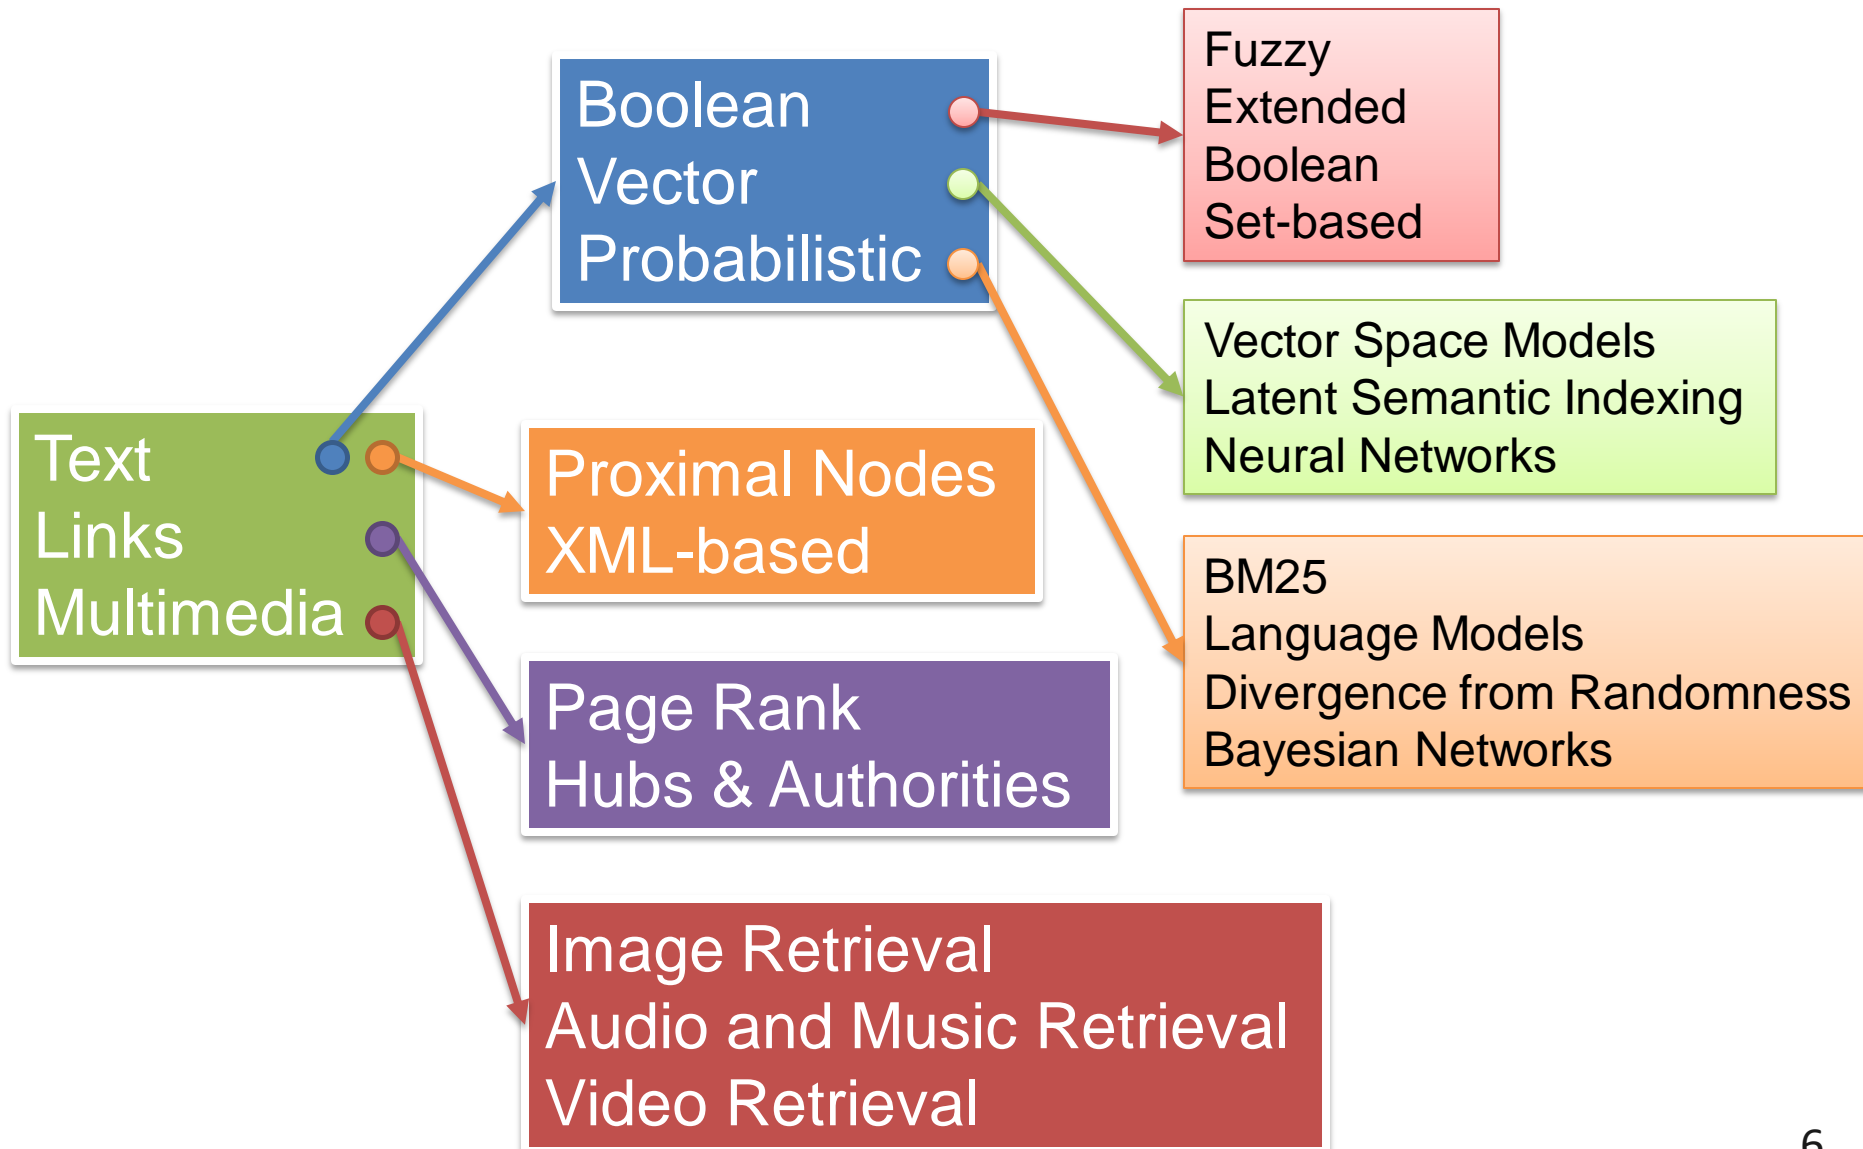 Text
Links
Multimedia
Boolean
Vector
Probabilistic
Proximal Nodes
XML-based
Page Rank
Hubs & Authorities
Image Retrieval
Audio and Music Retrieval
Video Retrieval
Fuzzy
Extended
Boolean
Set-based
Vector Space Models
Latent Semantic Indexing
Neural Networks
BM25
Language Models
Divergence from Randomness
Bayesian Networks
6